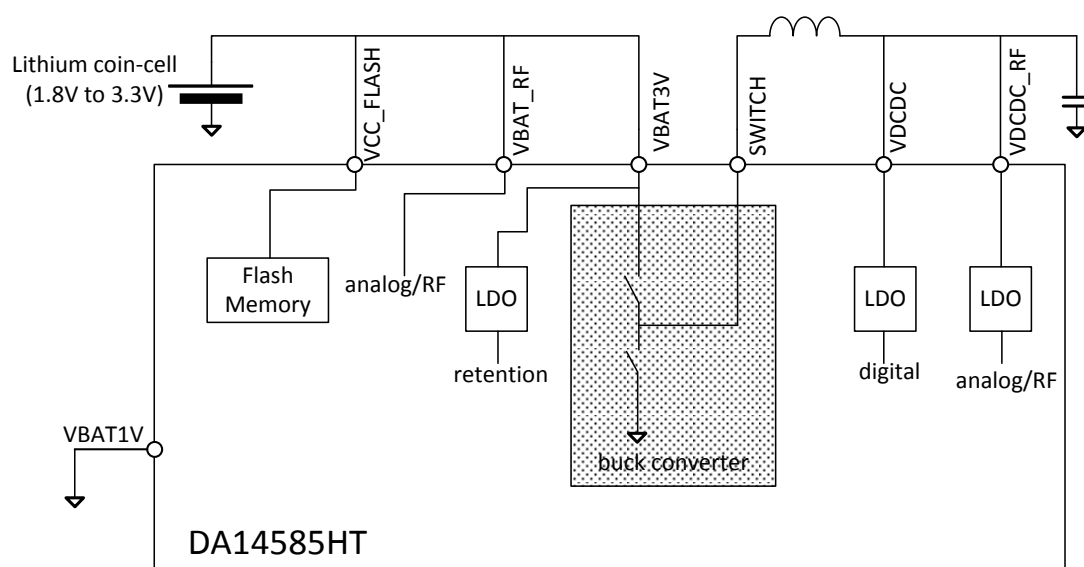 Lithium coin-cell
(1.8V to 3.3V)
VCC_FLASH
VBAT_RF
VBAT3V
SWITCH
VDCDC
VDCDC_RF
Flash
Memory
analog/RF
LDO
retention
buck converter
LDO
digital
LDO
analog/RF
VBAT1V
DA14585HT